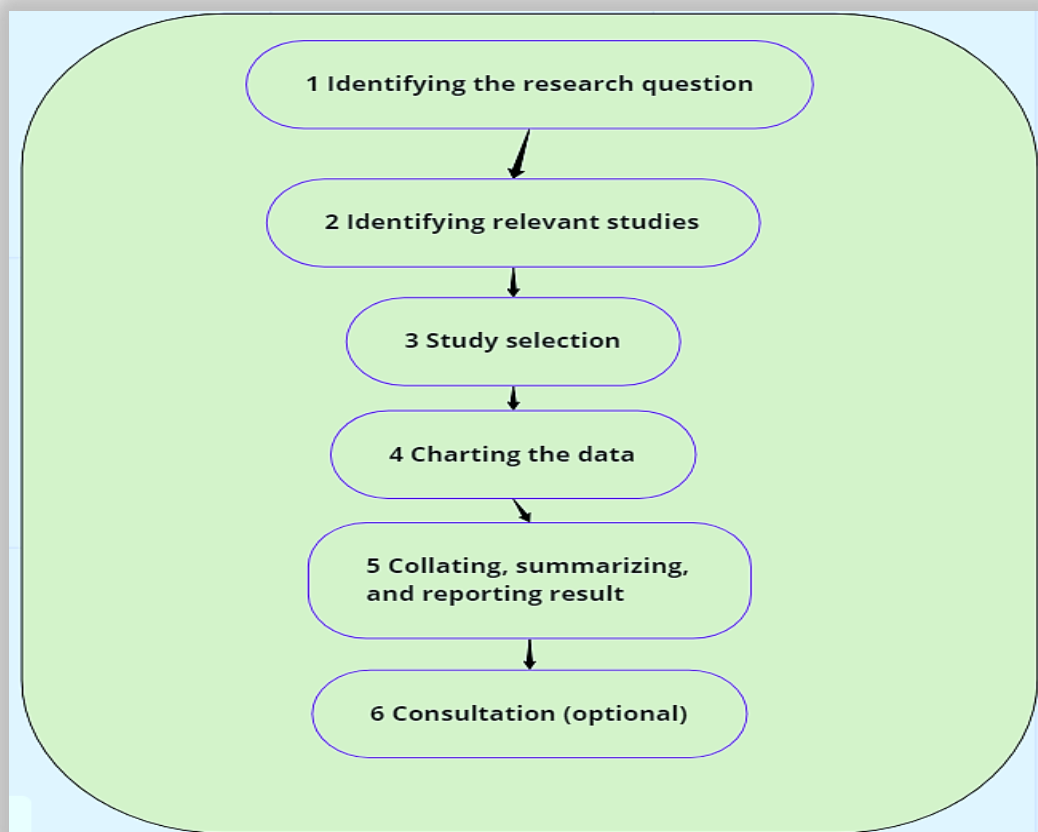 1 Identifying the research question
2 Identifying relevant studies
3 Study selection
4 Charting the data
5 Collating, summarizing,
and reporting result
6 Consultation (optional)